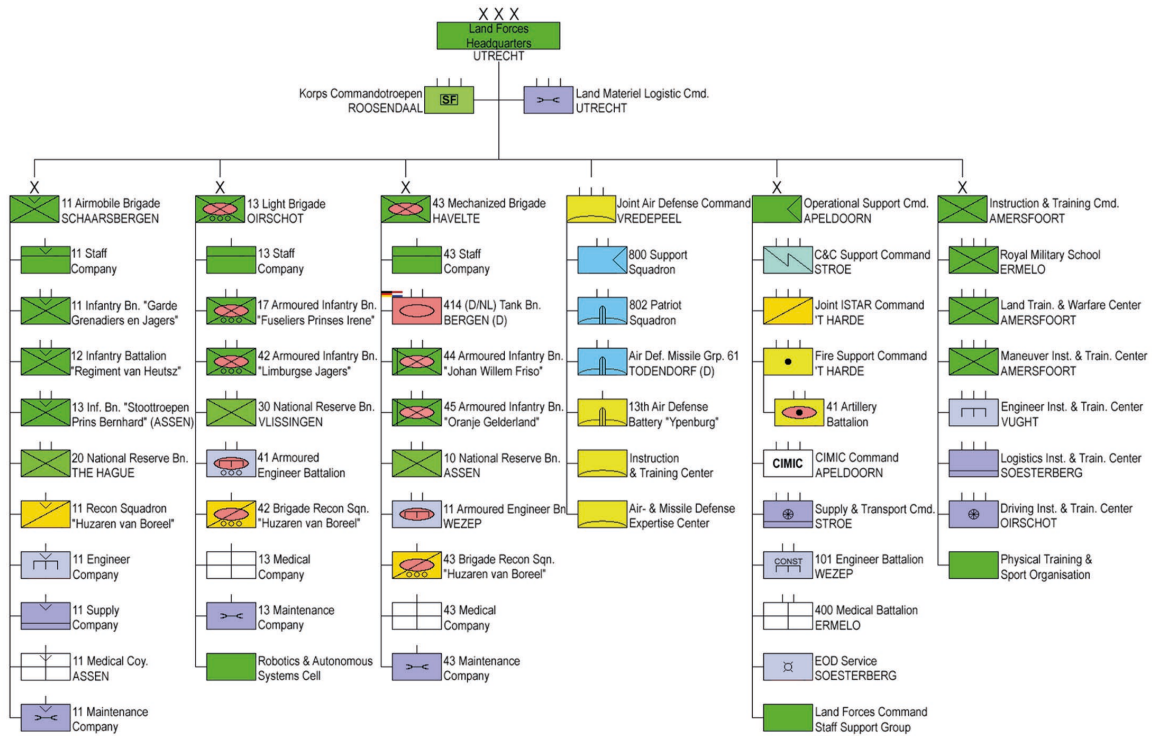 X X X
Land Forces
Headquarters
UTRECHT
Korps Commandotroepen
ROOSENDAAL
SF
Land Materiel Logistic Cmd.
UTRECHT
X
11 Airmobile Brigade
SCHAARSBERGEN
11 Staff
Company
11 Infantry Bn. "Garde
Grenadiers en Jagers"
12 Infantry Battalion
"Regiment van Heutsz"
13 Inf. Bn. "Stoottroepen
Prins Bernhard" (ASSEN)
20 National Reserve Bn.
THE HAGUE
11 Recon Squadron
"Huzaren van Boreel"
11 Engineer
Company
11 Supply
Company
11 Medical Coy.
ASSEN
11 Maintenance
Company
X
13 Light Brigade
OIRSCHOT
13 Staff
Company
17 Armoured Infantry Bn.
"Fuseliers Prinses Irene"
42 Armoured Infantry Bn.
"Limburgse Jagers"
30 National Reserve Bn.
VLISSINGEN
41 Armoured
Engineer Battalion
42 Brigade Recon Sqn.
"Huzaren van Boreel"
13 Medical
Company
13 Maintenance
Company
Robotics & Autonomous
Systems Cell
X
43 Mechanized Brigade
HAVELTE
43 Staff
Company
414 (D/NL) Tank Bn.
BERGEN (D)
44 Armoured Infantry Bn.
"Johan Willem Friso"
45 Armoured Infantry Bn.
"Oranje Gelderland"
10 National Reserve Bn.
ASSEN
11 Armoured Engineer Bn.
WEZEP
43 Brigade Recon Sqn.
"Huzaren van Boreel"
43 Medical
Company
43 Maintenance
Company
Joint Air Defense Command
VREDEPEEL
800 Support
Squadron
802 Patriot
Squadron
Air Def. Missile Grp. 61
TODENDORF (D)
13th Air Defense
Battery "Ypenburg"
Instruction
& Training Center
Air- & Missile Defense
Expertise Center
X
Operational Support Cmd.
APELDOORN
C&C Support Command
STROE
Joint ISTAR Command
'T HARDE
Fire Support Command
'T HARDE
41 Artillery
Battalion
CIMIC
CIMIC Command
APELDOORN
Supply & Transport Cmd.
STROE
CONST
101 Engineer Battalion
WEZEP
400 Medical Battalion
ERMELO
EOD Service
SOESTERBERG
Land Forces Command
Staff Support Group
X
Instruction & Training Cmd.
AMERSFOORT
Royal Military School
ERMELO
Land Train. & Warfare Center
AMERSFOORT
Maneuver Inst. & Train. Center
AMERSFOORT
Engineer Inst. & Train. Center
VUGHT
Logistics Inst. & Train. Center
SOESTERBERG
Driving Inst. & Train. Center
OIRSCHOT
Physical Training &
Sport Organisation